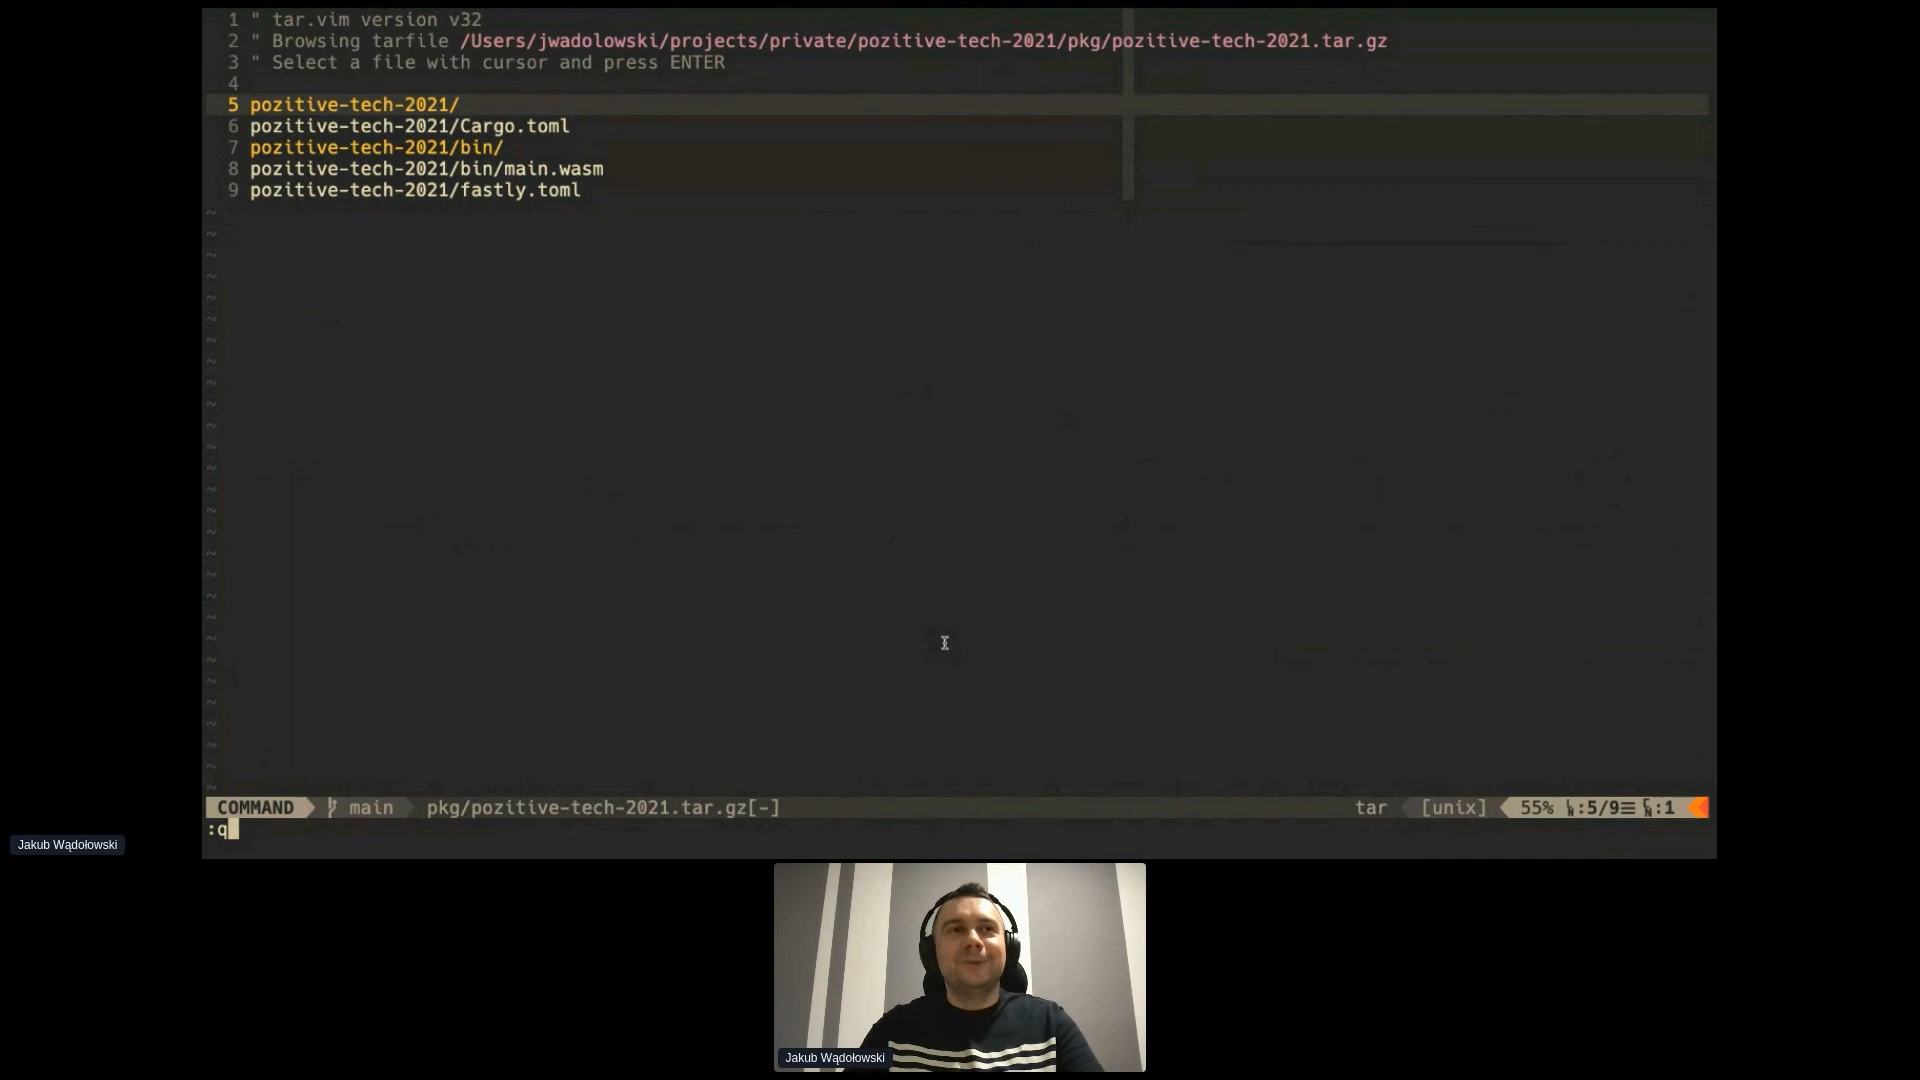 1 " tar.vim version v32
2 " Browsing tarfile /Users/jwadolowski/projects/private/pozitive-tech-2021/pkg/pozitive-tech-2021.tar.gz
3 " Select a file with cursor and press ENTER
4
5 pozitive-tech-2021/
6 pozitive-tech-2021/Cargo.toml
7 pozitive-tech-2021/bin/
8 pozitive-tech-2021/bin/main.wasm
9 pozitive-tech-2021/fastly.toml
COMMAND main pkg/pozitive-tech-2021.tar.gz[-] tar [unix] 55% :5/9 :1
:q
Jakub Wądołowski
Jakub Wądołowski